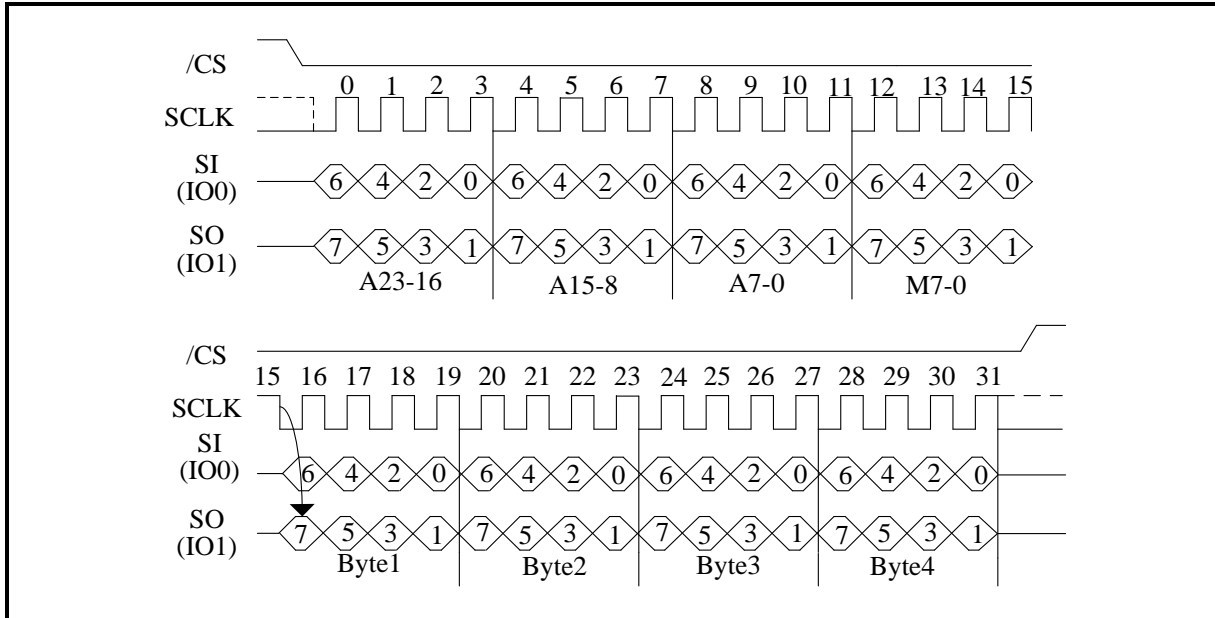 /CS
0 1 2 3 4 5 6 7 8 9 10 11 12 13 14 15
SCLK
SI
(IO0)
6 4 2 0 6 4 2 0 6 4 2 0 6 4 2 0
SO
(IO1)
7 5 3 1 7 5 3 1 7 5 3 1 7 5 3 1
A23-16 A15-8 A7-0 M7-0
/CS
15 16 17 18 19 20 21 22 23 24 25 26 27 28 29 30 31
SCLK
SI
(IO0)
6 4 2 0 6 4 2 0 6 4 2 0 6 4 2 0
SO
(IO1)
7 5 3 1 7 5 3 1 7 5 3 1 7 5 3 1
Byte1 Byte2 Byte3 Byte4